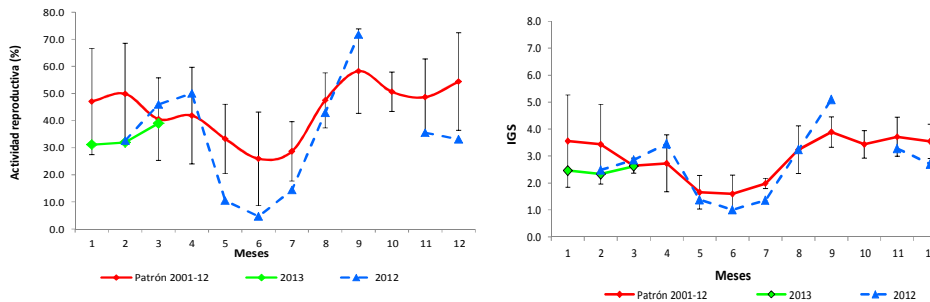 Actividad reproductiva (%)
80.0
70.0
60.0
50.0
40.0
30.0
20.0
10.0
0.0
1 2 3 4 5 6 7 8 9 10 11 12
Meses
Patrón 2001-12 2013 2012
IGS
8.0
7.0
6.0
5.0
4.0
3.0
2.0
1.0
0.0
1 2 3 4 5 6 7 8 9 10 11 1
Meses
Patrón 2001-12 2013 2012